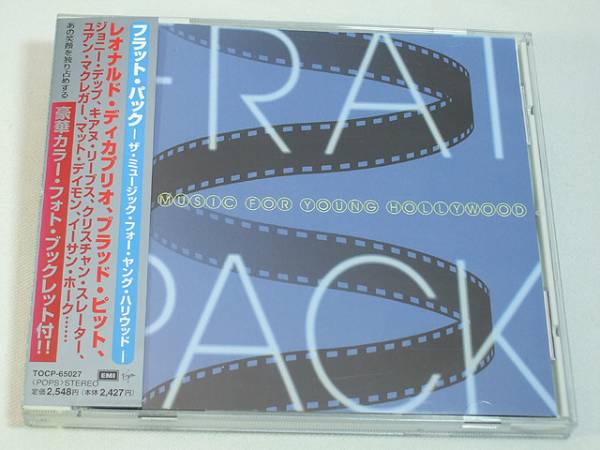 あの笑顔を独り占めする
豪華カラー・フォト・ブックレット付!!
フラット・パック
―ザ・ミュージック・フォー・ヤング・ハリウッド―
レオナルド・ディカプリオ、ブラッド・ピット、
ジョニー・デップ、キアヌ・リーブス、クリスチャン・スレーター、
ユアン・マクレガー、マット・デイモン、イーサン・ホーク……
TOCP-65027
〈POPS〉STEREO
定価2,548円(本体2,427円)
EMI
Virgin
FRAT
MUSIC FOR YOUNG HOLLYWOOD
PACK